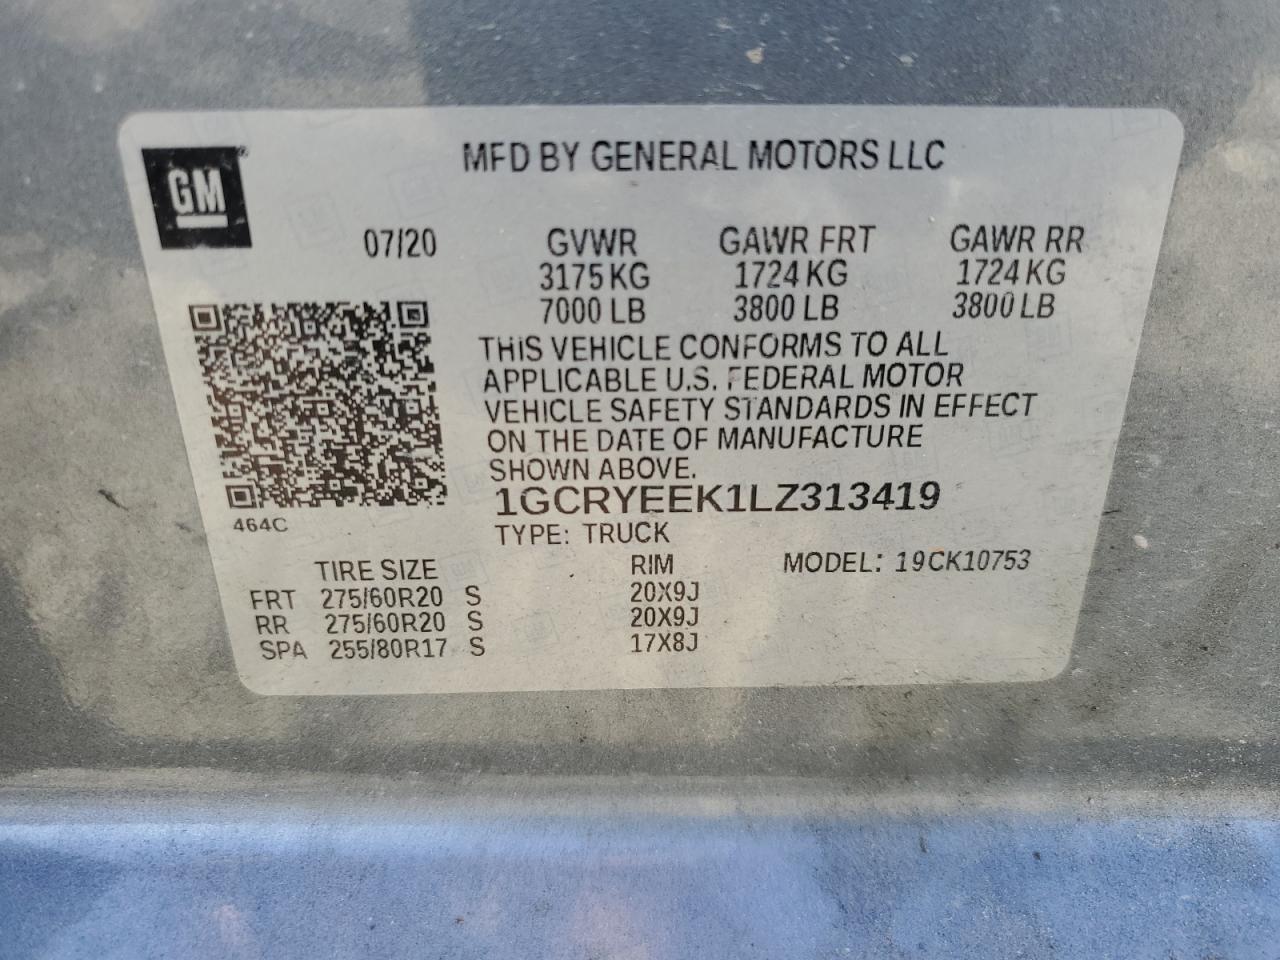 GM
MFD BY GENERAL MOTORS LLC
07/20 GVWR GAWR FRT GAWR RR
3175 KG 1724 KG 1724 KG
7000 LB 3800 LB 3800 LB
THIS VEHICLE CONFORMS TO ALL
APPLICABLE U.S. FEDERAL MOTOR
VEHICLE SAFETY STANDARDS IN EFFECT
ON THE DATE OF MANUFACTURE
SHOWN ABOVE.
1GCRYEEK1LZ313419
464C
TYPE: TRUCK
TIRE SIZE RIM MODEL: 19CK10753
FRT 275/60R20 S 20X9J
RR 275/60R20 S 20X9J
SPA 255/80R17 S 17X8J